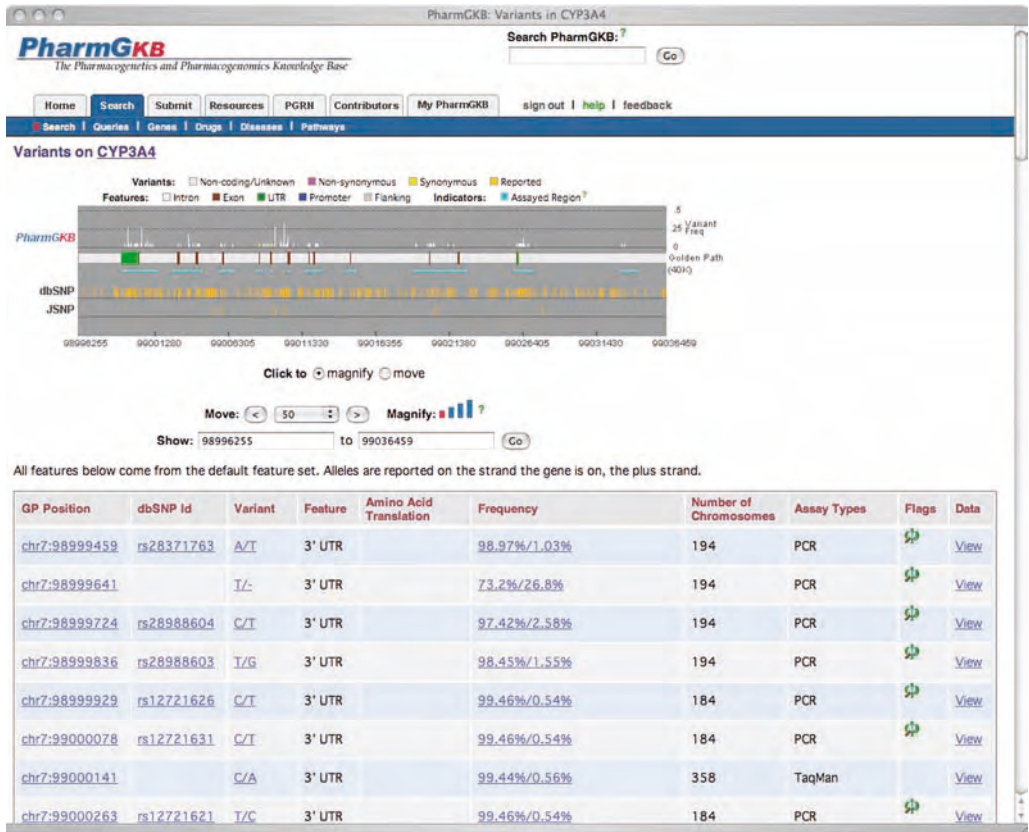 PharmGKB: Variants in CYP3A4
PharmGKB
The Pharmacogenetics and Pharmacogenomics Knowledge Base
Search PharmGKB: ?
Go
Home Search Submit Resources PGRN Contributors My PharmGKB sign out | help | feedback
Search | Queries | Genes | Drugs | Diseases | Pathways
Variants on CYP3A4
Variants: Non-coding/Unknown Non-synonymous Synonymous Reported
Features: Intron Exon UTR Promoter Flanking Indicators: Assayed Region ?
.5
PharmGKB .25 Variant Freq
0
Golden Path
(40K)
dbSNP
JSNP
98996255 99001280 99006305 99011330 99016355 99021380 99026405 99031430 99036459
Click to magnify move
Move: < 50 > Magnify: ?
Show: 98996255 to 99036459 Go
All features below come from the default feature set. Alleles are reported on the strand the gene is on, the plus strand.
GP Position dbSNP Id Variant Feature Amino Acid Translation Frequency Number of Chromosomes Assay Types Flags Data
chr7:98999459 rs28371763 A/T 3' UTR 98.97%/1.03% 194 PCR View
chr7:98999641 T/- 3' UTR 73.2%/26.8% 194 PCR View
chr7:98999724 rs28988604 C/T 3' UTR 97.42%/2.58% 194 PCR View
chr7:98999836 rs28988603 T/G 3' UTR 98.45%/1.55% 194 PCR View
chr7:98999929 rs12721626 C/T 3' UTR 99.46%/0.54% 184 PCR View
chr7:99000078 rs12721631 C/T 3' UTR 99.46%/0.54% 184 PCR View
chr7:99000141 C/A 3' UTR 99.44%/0.56% 358 TaqMan View
chr7:99000263 rs12721621 T/C 3' UTR 99.46%/0.54% 184 PCR View